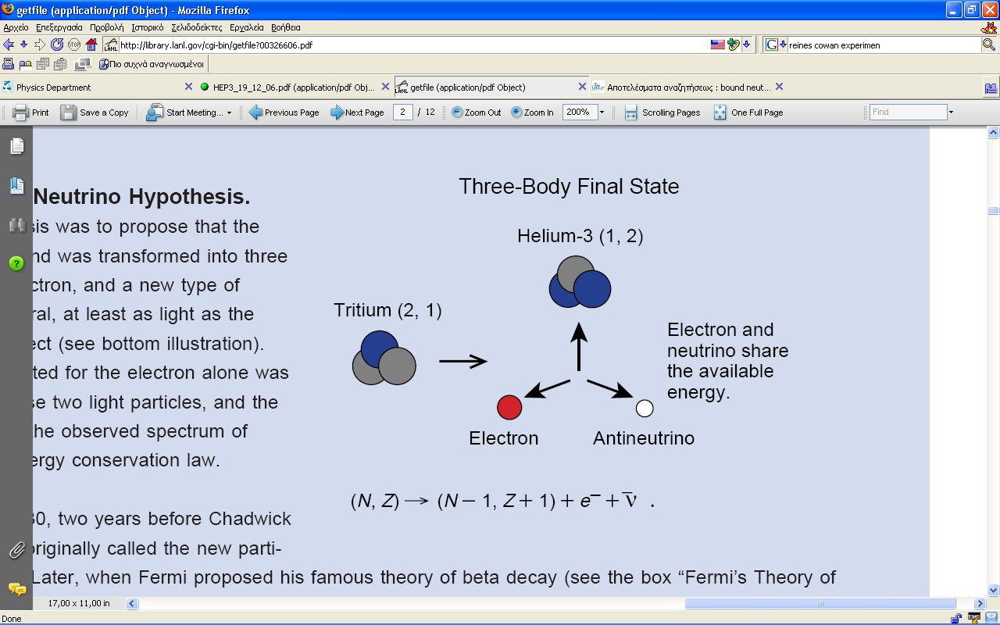 getfile (application/pdf Object) - Mozilla Firefox
Αρχείο Επεξεργασία Προβολή Ιστορικό Σελιδοδείκτες Εργαλεία Βοήθεια
STOP LANL http://library.lanl.gov/cgi-bin/getfile?00326606.pdf G reines cowan experimen
Πιο συχνά αναγνωσμένοι
Physics Department HEP3_19_12_06.pdf (application/pdf Obj... LANL getfile (application/pdf Object) Αποτελέσματα αναζητήσεως : bound neut...
Print Save a Copy Start Meeting... Previous Page Next Page 2 / 12 Zoom Out Zoom In 200% Scrolling Pages One Full Page Find
Three-Body Final State
Neutrino Hypothesis.
sis was to propose that the
nd was transformed into three
ctron, and a new type of
ral, at least as light as the
ect (see bottom illustration).
ted for the electron alone was
se two light particles, and the
the observed spectrum of
ergy conservation law.
Helium-3 (1, 2)
Tritium (2, 1)
Electron and
neutrino share
the available
energy.
Electron Antineutrino
(N, Z) → (N − 1, Z + 1) + e⁻ + ν̅ .
30, two years before Chadwick
originally called the new parti-
Later, when Fermi proposed his famous theory of beta decay (see the box “Fermi’s Theory of
17,00 x 11,00 in
Done